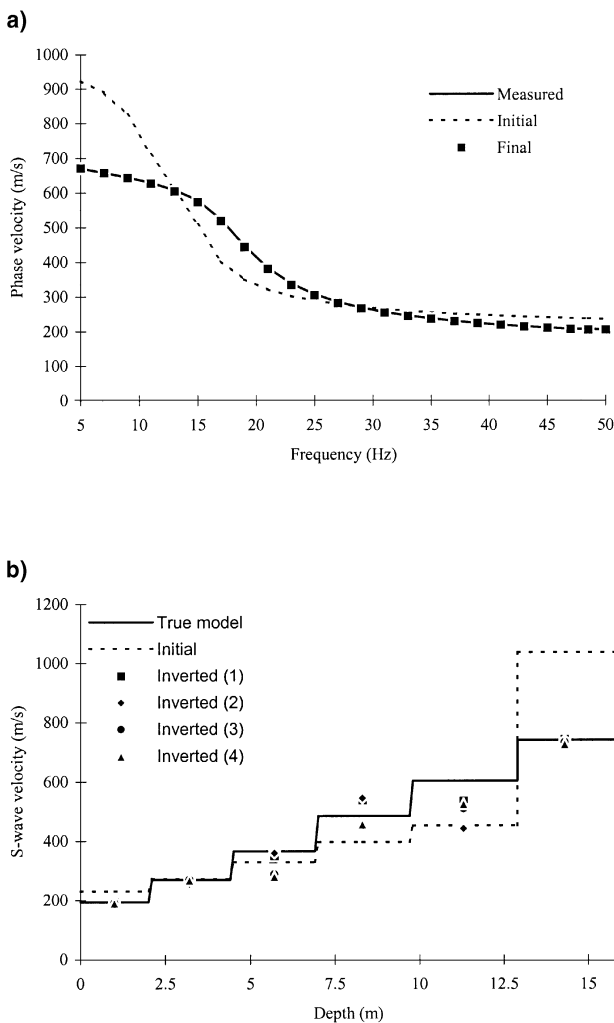 a)
1000
900
800
700
600
500
400
300
200
100
0
Phase velocity (m/s)
Measured
Initial
Final
5 10 15 20 25 30 35 40 45 50
Frequency (Hz)
b)
1200
1000
800
600
400
200
0
S-wave velocity (m/s)
True model
Initial
Inverted (1)
Inverted (2)
Inverted (3)
Inverted (4)
0 2.5 5 7.5 10 12.5 15
Depth (m)